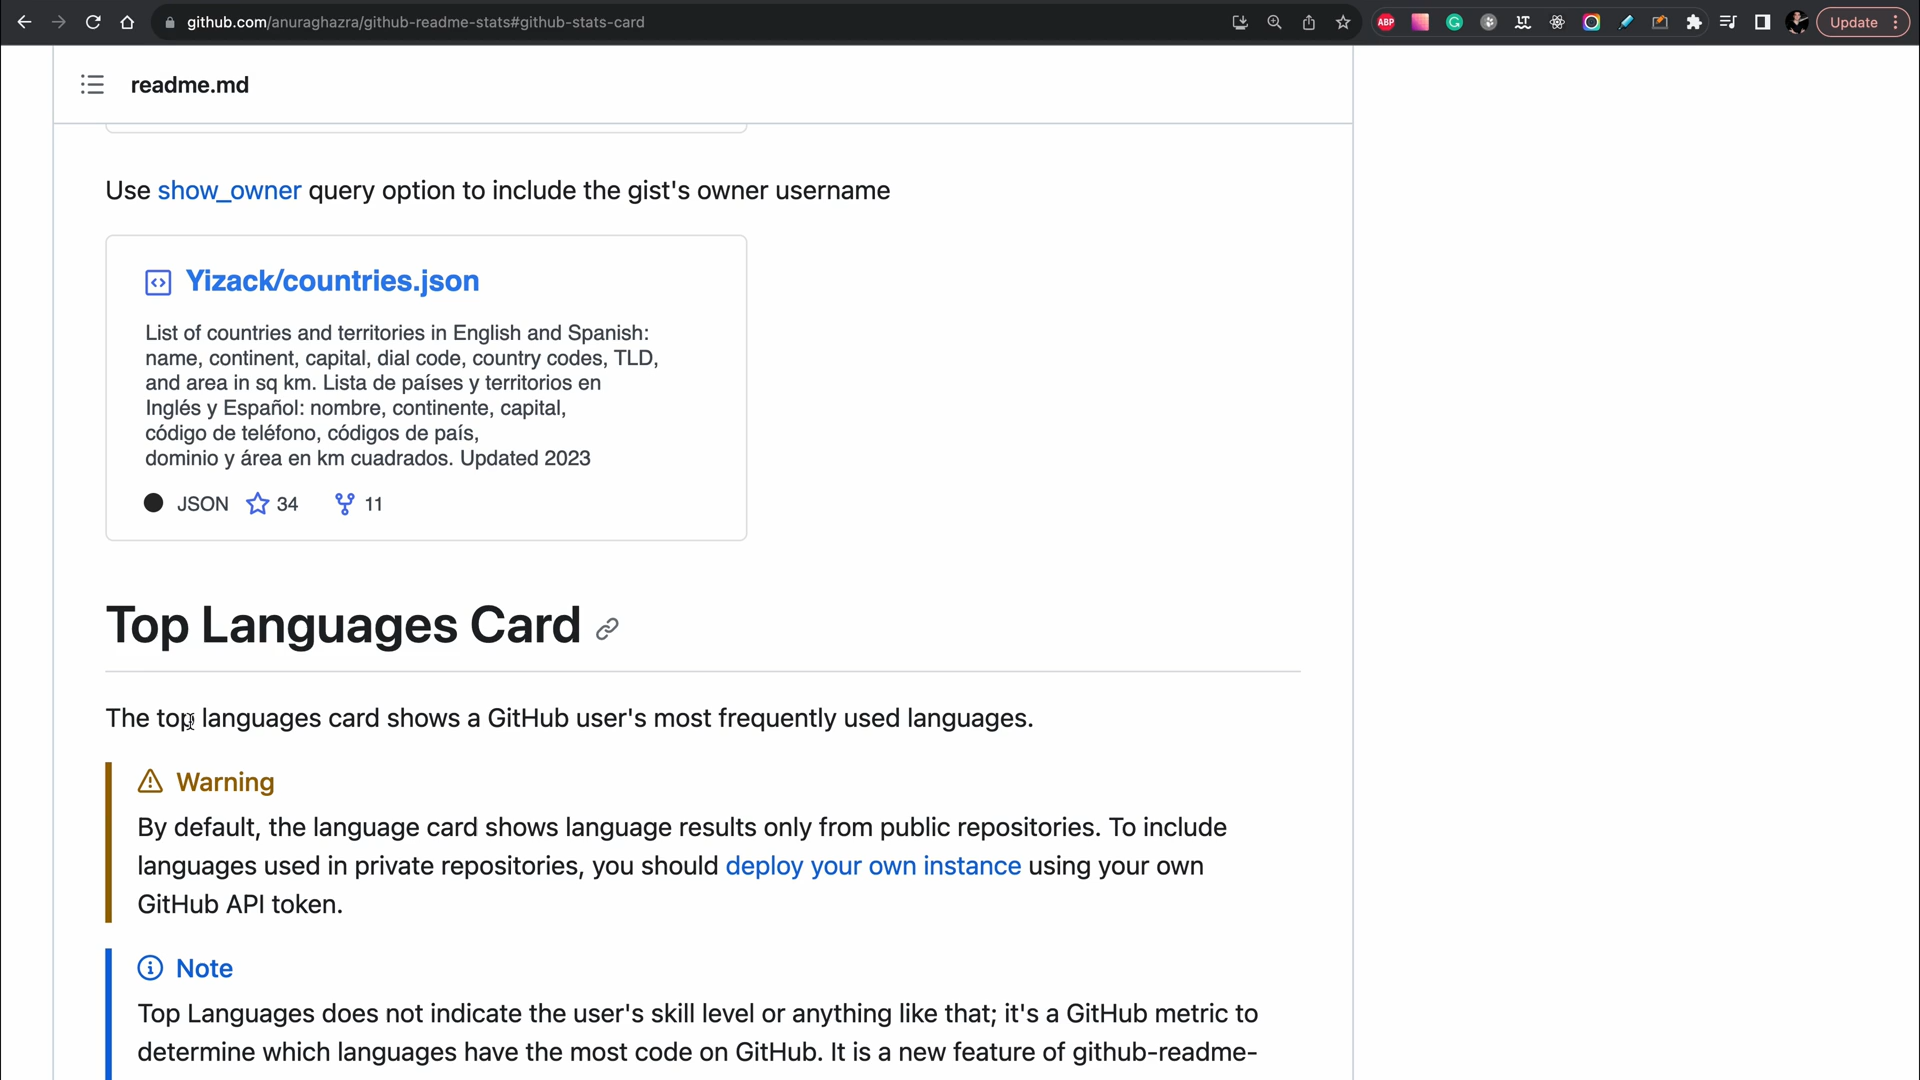 github.com/anuraghazra/github-readme-stats#github-stats-card
ABP
Update
readme.md
Use show_owner query option to include the gist's owner username
Yizack/countries.json
List of countries and territories in English and Spanish:
name, continent, capital, dial code, country codes, TLD,
and area in sq km. Lista de países y territorios en
Inglés y Español: nombre, continente, capital,
código de teléfono, códigos de país,
dominio y área en km cuadrados. Updated 2023
JSON 34 11
Top Languages Card
The top languages card shows a GitHub user's most frequently used languages.
Warning
By default, the language card shows language results only from public repositories. To include
languages used in private repositories, you should deploy your own instance using your own
GitHub API token.
Note
Top Languages does not indicate the user's skill level or anything like that; it's a GitHub metric to
determine which languages have the most code on GitHub. It is a new feature of github-readme-